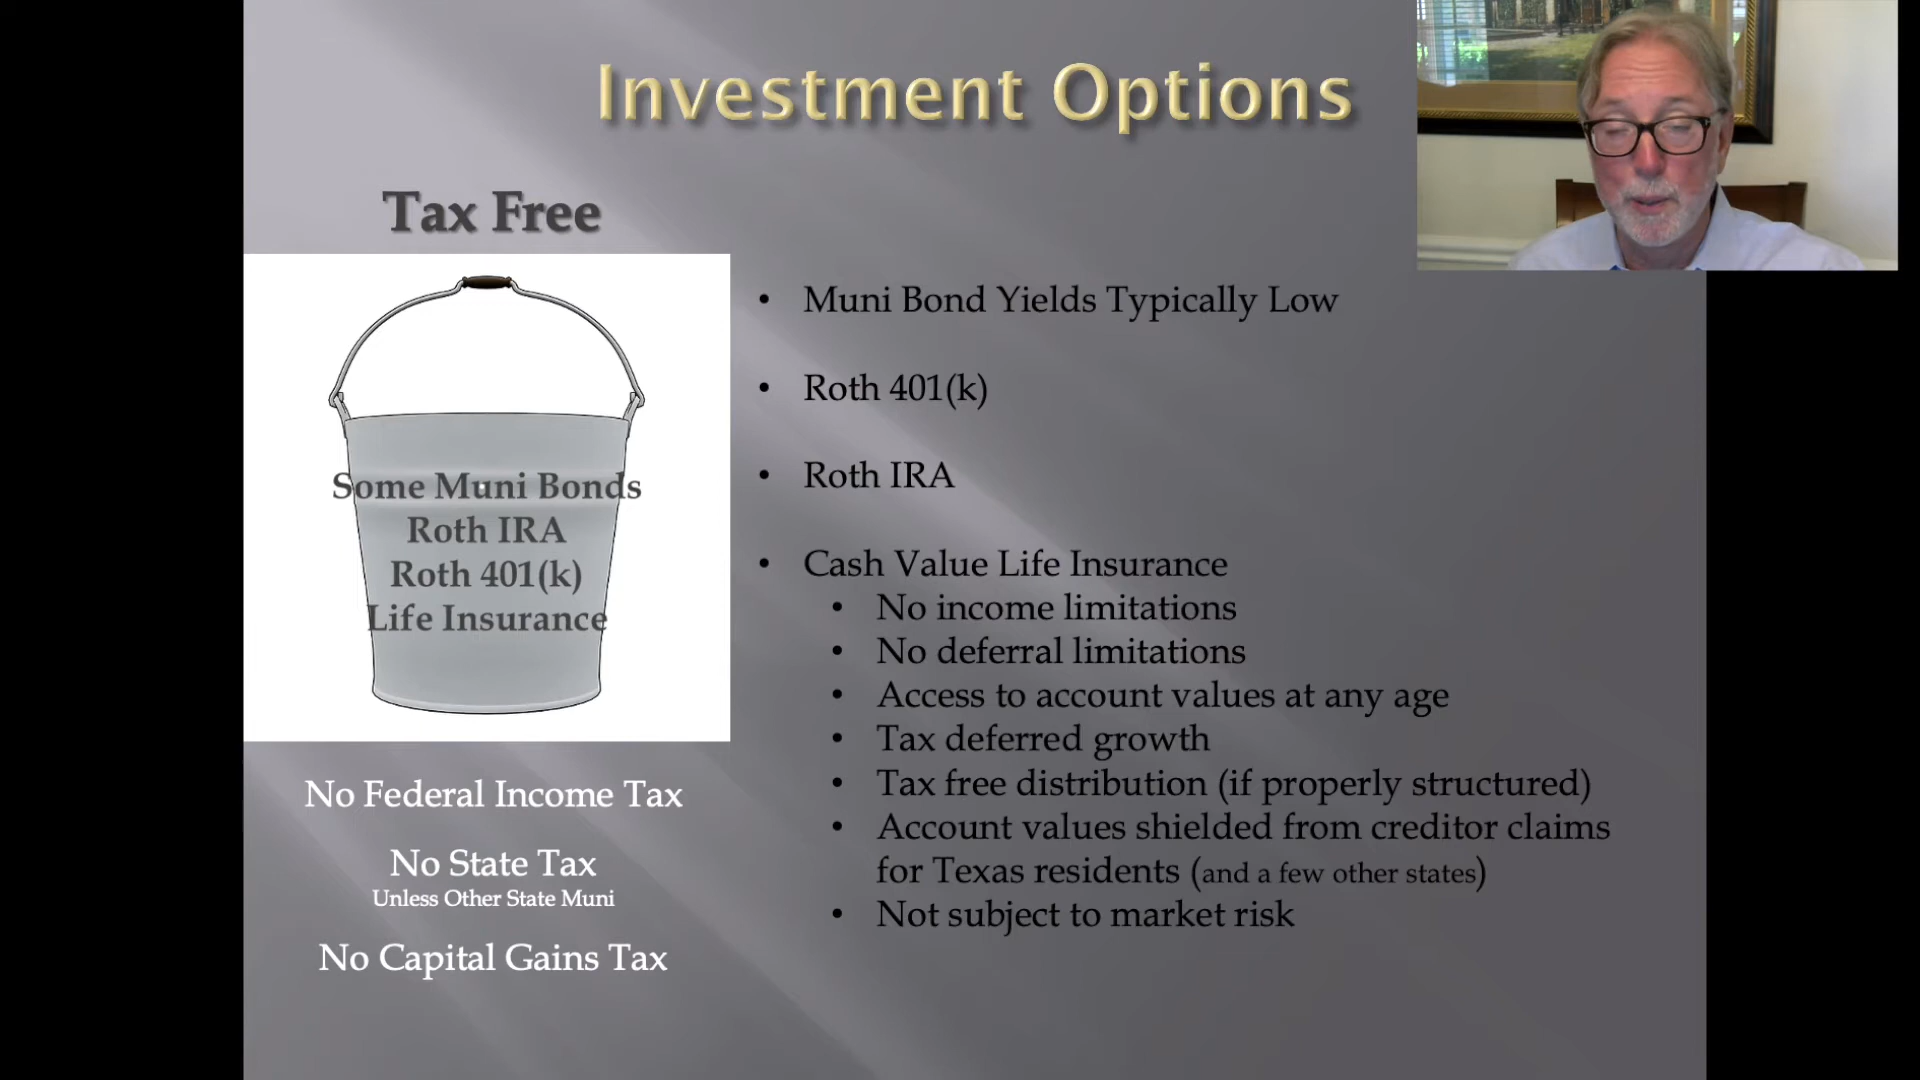 Investment Options
Tax Free
Some Muni Bonds
Roth IRA
Roth 401(k)
Life Insurance
No Federal Income Tax
No State Tax
Unless Other State Muni
No Capital Gains Tax
• Muni Bond Yields Typically Low
• Roth 401(k)
• Roth IRA
• Cash Value Life Insurance
• No income limitations
• No deferral limitations
• Access to account values at any age
• Tax deferred growth
• Tax free distribution (if properly structured)
• Account values shielded from creditor claims
for Texas residents (and a few other states)
• Not subject to market risk